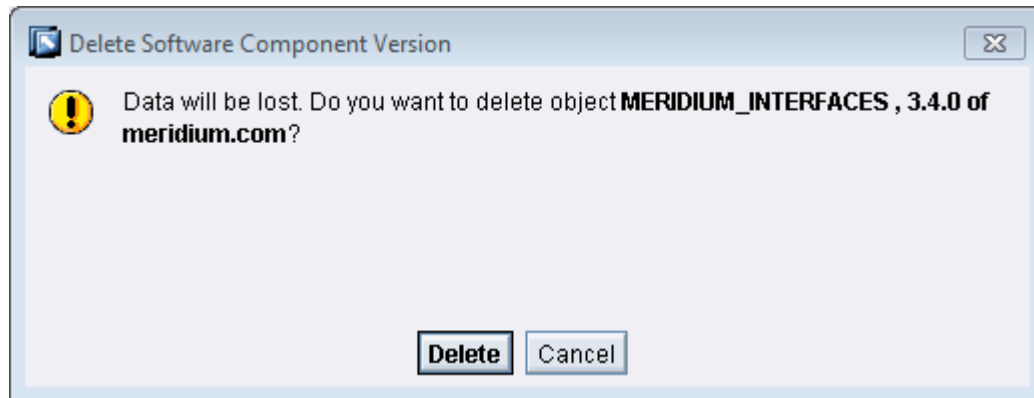 Delete Software Component Version
Data will be lost. Do you want to delete object MERIDIUM_INTERFACES , 3.4.0 of
meridium.com?
Delete
Cancel